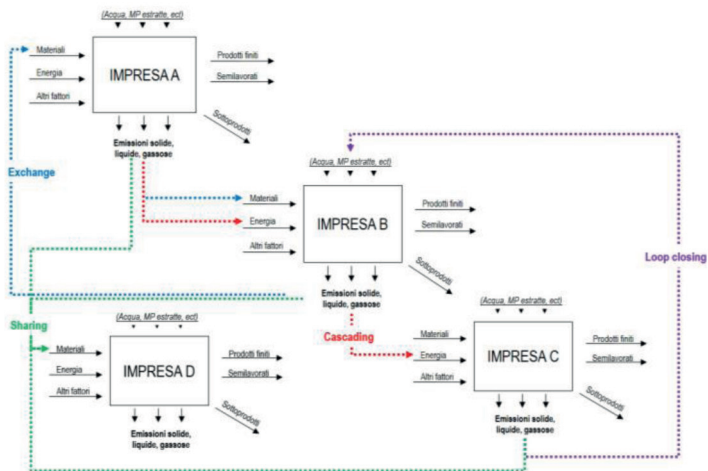 (Acqua, MP estratte, ect)
Materiali
Energia
Altri fattori
IMPRESA A
Prodotti finiti
Semilavorati
Sottoprodotti
Emissioni solide,
liquide, gassose
Exchange
(Acqua, MP estratte, ect)
Materiali
Energia
Altri fattori
IMPRESA B
Prodotti finiti
Semilavorati
Sottoprodotti
Emissioni solide,
liquide, gassose
Loop closing
Sharing
Cascading
(Acqua, MP estratte, ect)
Materiali
Energia
Altri fattori
IMPRESA D
Prodotti finiti
Semilavorati
Sottoprodotti
Emissioni solide,
liquide, gassose
(Acqua, MP estratte, ect)
Materiali
Energia
Altri fattori
IMPRESA C
Prodotti finiti
Semilavorati
Sottoprodotti
Emissioni solide,
liquide, gassose